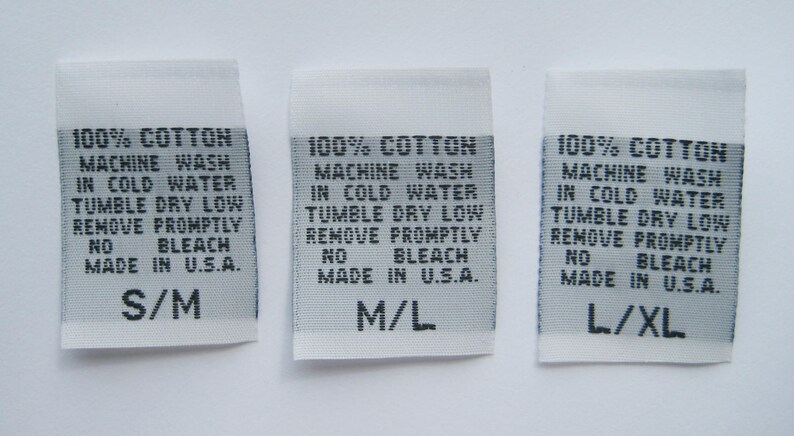 100% COTTON
MACHINE WASH
IN COLD WATER
TUMBLE DRY LOW
REMOVE PROMPTLY
NO BLEACH
MADE IN U.S.A.
S/M
100% COTTON
MACHINE WASH
IN COLD WATER
TUMBLE DRY LOW
REMOVE PROMPTLY
NO BLEACH
MADE IN U.S.A.
M/L
100% COTTON
MACHINE WASH
IN COLD WATER
TUMBLE DRY LOW
REMOVE PROMPTLY
NO BLEACH
MADE IN U.S.A.
L/XL